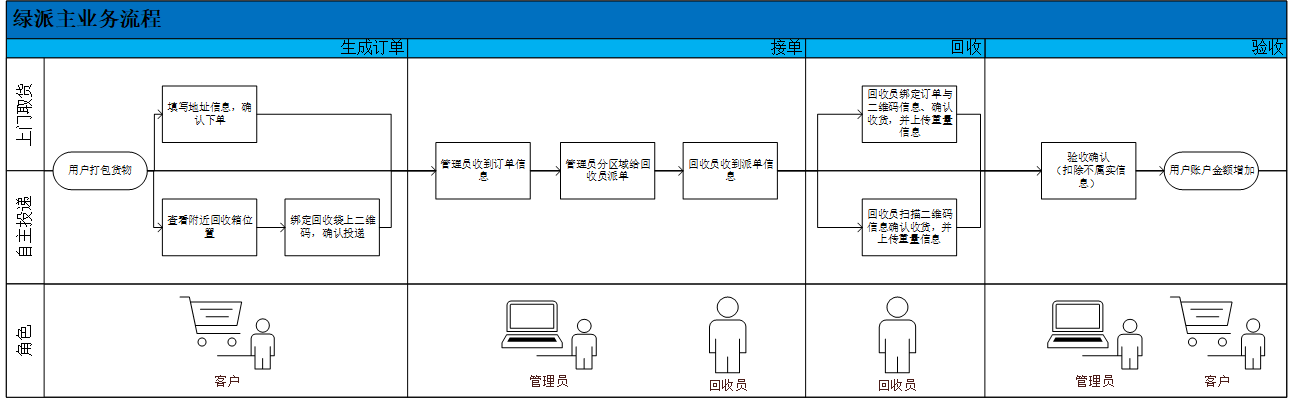 绿派主业务流程
生成订单
接单
回收
验收
上门取货
自主投递
角色
用户打包货物
填写地址信息，确
认下单
查看附近回收箱位
置
绑定回收袋上二维
码，确认投递
管理员收到订单信
息
管理员分区域给回
收员派单
回收员收到派单信
息
回收员绑定订单与
二维码信息、确认
收货，并上传重量
信息
回收员扫描二维码
信息确认收货，并
上传重量信息
验收确认
（扣除不属实信
息）
用户账户金额增加
客户
管理员
回收员
回收员
管理员
客户